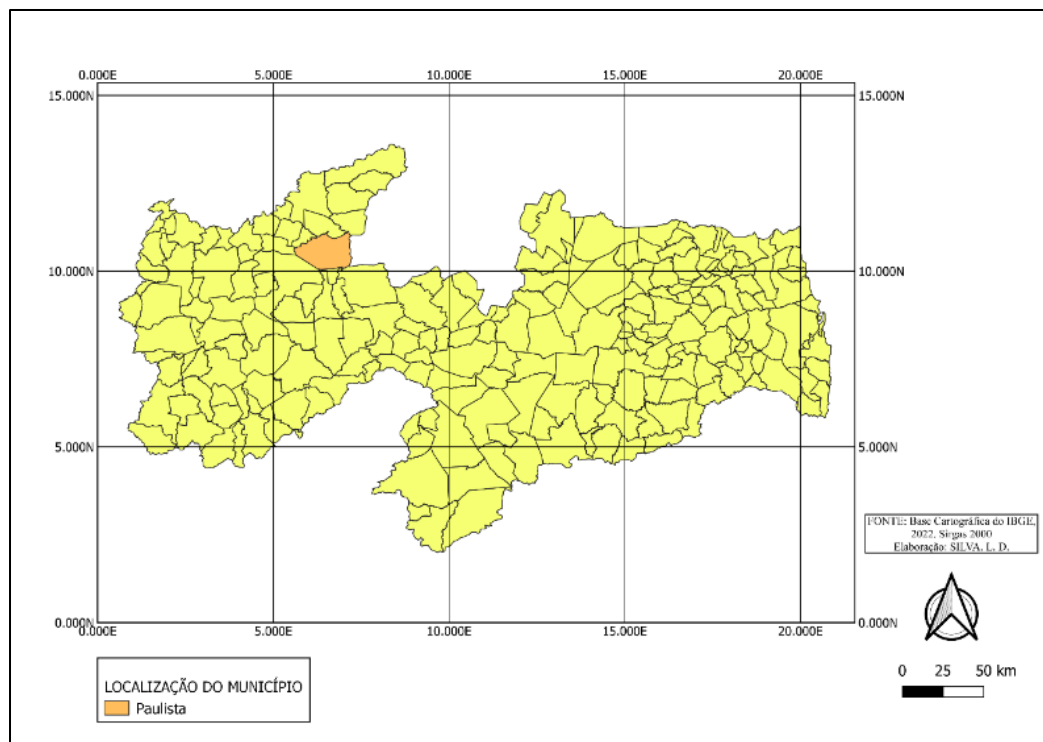 0.000E 5.000E 10.000E 15.000E 20.000E
15.000N 15.000N
10.000N 10.000N
5.000N 5.000N
FONTE: Base Cartográfica do IBGE,
2022. Sirgas 2000
Elaboração: SILVA. L. D.
0.000N 0.000N
0.000E 5.000E 10.000E 15.000E 20.000E
0 25 50 km
LOCALIZAÇÃO DO MUNICÍPIO
Paulista